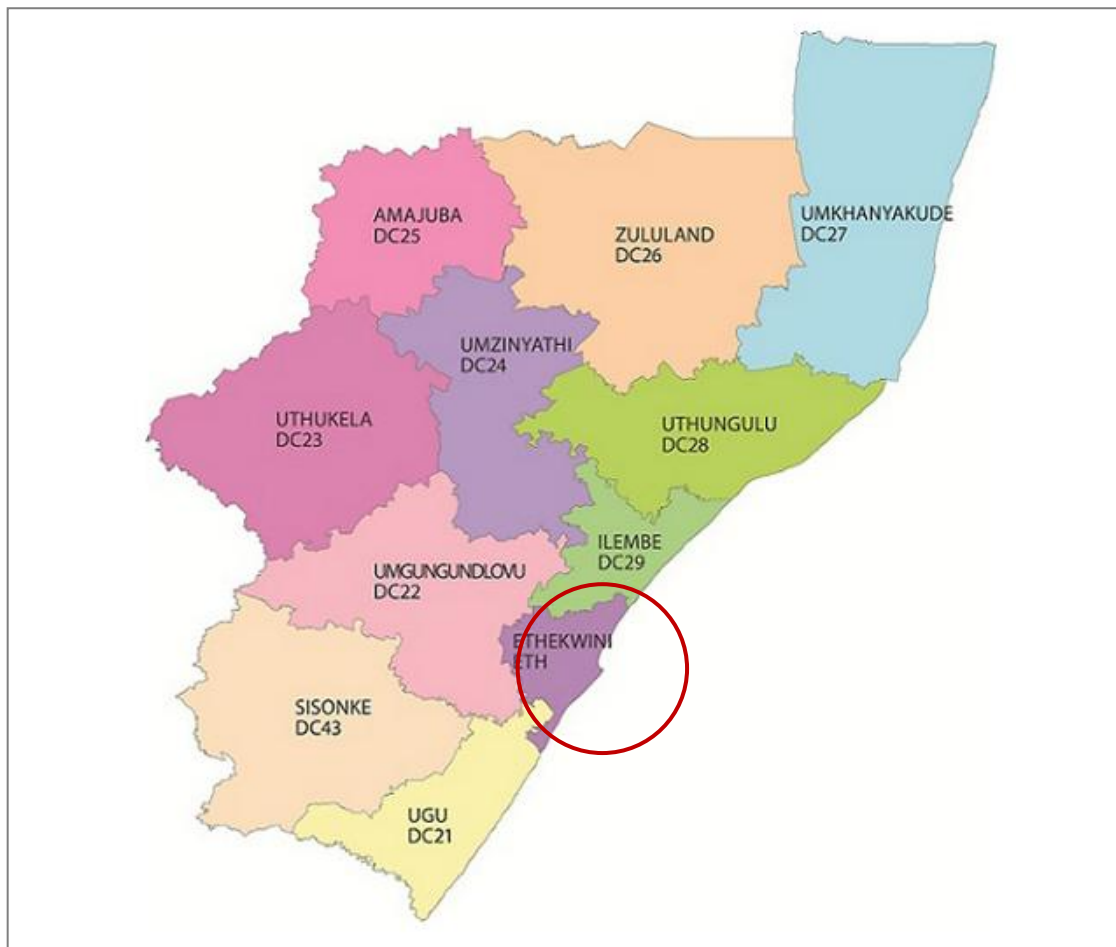 AMAJUBA
DC25
ZULULAND
DC26
UMKHANYAKUDE
DC27
UMZINYATHI
DC24
UTHUKELA
DC23
UTHUNGULU
DC28
ILEMBE
DC29
UMGUNGUNDLOVU
DC22
ETHEKWINI
ETH
SISONKE
DC43
UGU
DC21